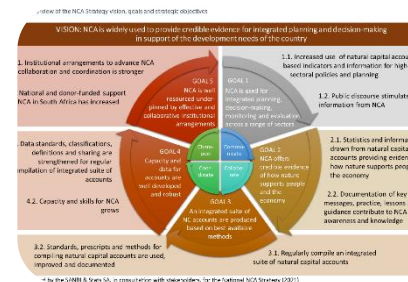 view of the NCA Strategy vision, goals and strategic objectives
VISION: NCA is widely used to provide credible evidence for integrated planning and decision-making
in support of the development needs of the country
1. Institutional arrangements to advance NCA
collaboration and coordination is stronger
National and donor-funded support
NCA in South Africa has increased
GOAL 5
NCA is well
resourced under-
pinned by effective and
collaborative institutional
arrangements
GOAL 1
NCA is used for
integrated planning,
decision-making,
monitoring and evaluation
across a range of sectors
1.1. Increased use of natural capital accou
based indicators and information for high
sectoral policies and planning
1.2. Public discourse stimulate
information from NCA
. Data standards, classifications,
definitions and sharing are
strengthened for regular
mpilation of integrated suite of
accounts
4.2. Capacity and skills for NCA
grows
GOAL 4
Capacity and
data for
accounts are
well developed
and robust
GOAL 2
NCA offers
credible evidence
of how nature
supports people
and the
economy
2.1. Statistics and informa
drawn from natural capita
accounts providing eviden
how nature supports peop
the economy
2.2. Documentation of key
messages, practice, lessons
guidance contribute to NCA
awareness and knowledge
GOAL 3
An integrated suite of
NC accounts are produced
based on best available
methods
3.2. Standards, prescripts and methods for
compiling natural capital accounts are used,
improved and documented
3.1. Regularly compile an integrated
suite of natural capital accounts
by the SANBI & Stats SA, in consultation with stakeholders, for the National NCA Strategy (2021)